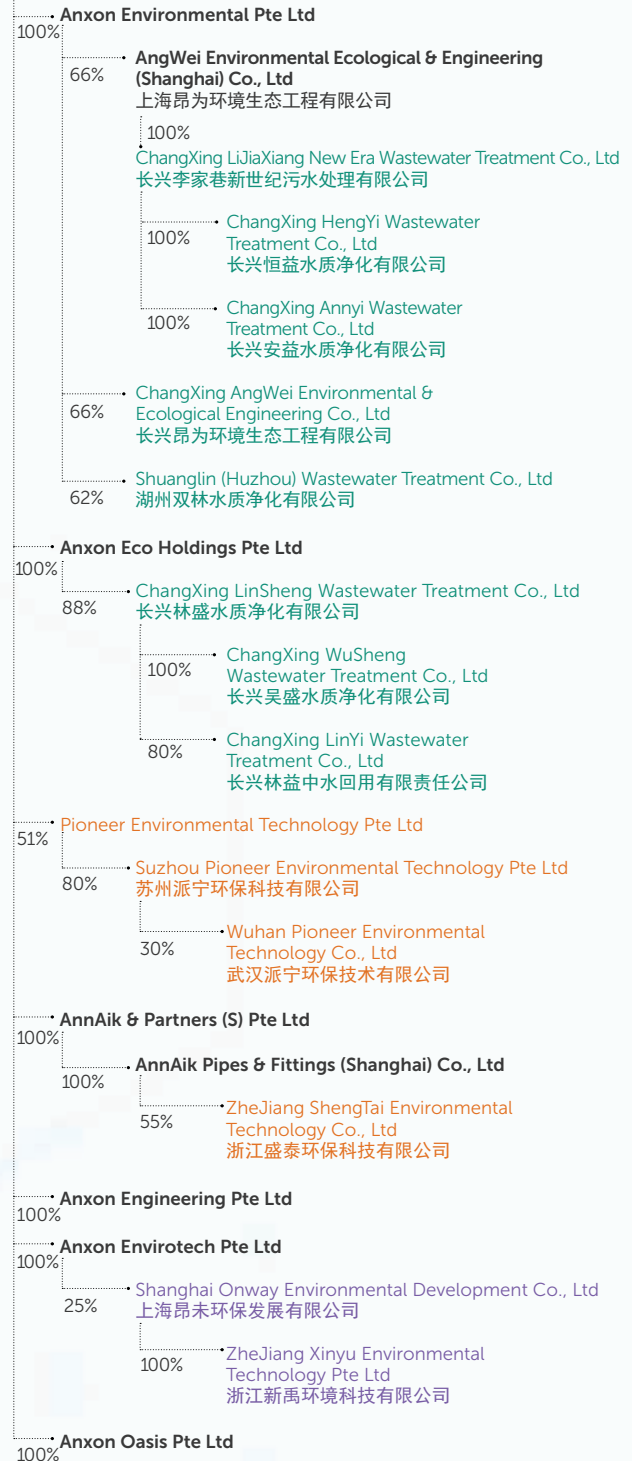 Anxon Environmental Pte Ltd
100%
AngWei Environmental Ecological & Engineering
66%
(Shanghai) Co., Ltd
上海昂为环境生态工程有限公司
100%
ChangXing LiJiaXiang New Era Wastewater Treatment Co., Ltd
长兴李家巷新世纪污水处理有限公司
ChangXing HengYi Wastewater
100%
Treatment Co., Ltd
长兴恒益水质净化有限公司
ChangXing Annyi Wastewater
100%
Treatment Co., Ltd
长兴安益水质净化有限公司
ChangXing AngWei Environmental &
66%
Ecological Engineering Co., Ltd
长兴昂为环境生态工程有限公司
Shuanglin (Huzhou) Wastewater Treatment Co., Ltd
62%
湖州双林水质净化有限公司
Anxon Eco Holdings Pte Ltd
100%
ChangXing LinSheng Wastewater Treatment Co., Ltd
88%
长兴林盛水质净化有限公司
ChangXing WuSheng
100%
Wastewater Treatment Co., Ltd
长兴吴盛水质净化有限公司
ChangXing LinYi Wastewater
80%
Treatment Co., Ltd
长兴林益中水回用有限责任公司
Pioneer Environmental Technology Pte Ltd
51%
Suzhou Pioneer Environmental Technology Pte Ltd
80%
苏州派宁环保科技有限公司
Wuhan Pioneer Environmental
30%
Technology Co., Ltd
武汉派宁环保技术有限公司
AnnAik & Partners (S) Pte Ltd
100%
AnnAik Pipes & Fittings (Shanghai) Co., Ltd
100%
ZheJiang ShengTai Environmental
55%
Technology Co., Ltd
浙江盛泰环保科技有限公司
Anxon Engineering Pte Ltd
100%
Anxon Envirotech Pte Ltd
100%
Shanghai Onway Environmental Development Co., Ltd
25%
上海昂未环保发展有限公司
ZheJiang Xinyu Environmental
100%
Technology Pte Ltd
浙江新禹环境科技有限公司
Anxon Oasis Pte Ltd
100%